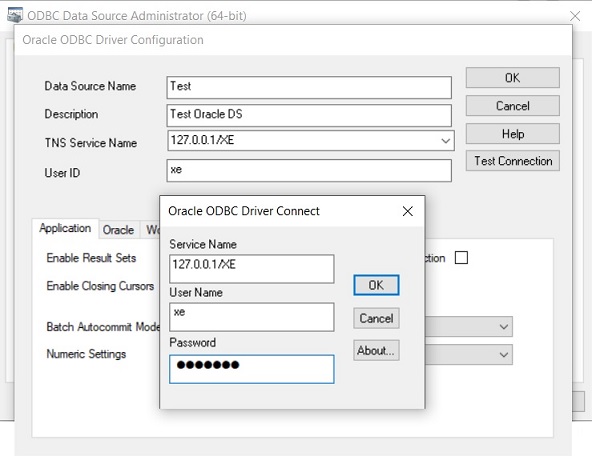 ODBC Data Source Administrator (64-bit)
Oracle ODBC Driver Configuration
Data Source Name
Test
OK
Description
Test Oracle DS
Cancel
TNS Service Name
127.0.0.1/XE
Help
User ID
xe
Test Connection
Application
Oracle
Oracle ODBC Driver Connect
Service Name
127.0.0.1/XE
OK
User Name
xe
Cancel
Password
●●●●●●●
About...
Enable Result Sets
Enable Closing Cursors
Batch Autocommit Mode
Numeric Settings